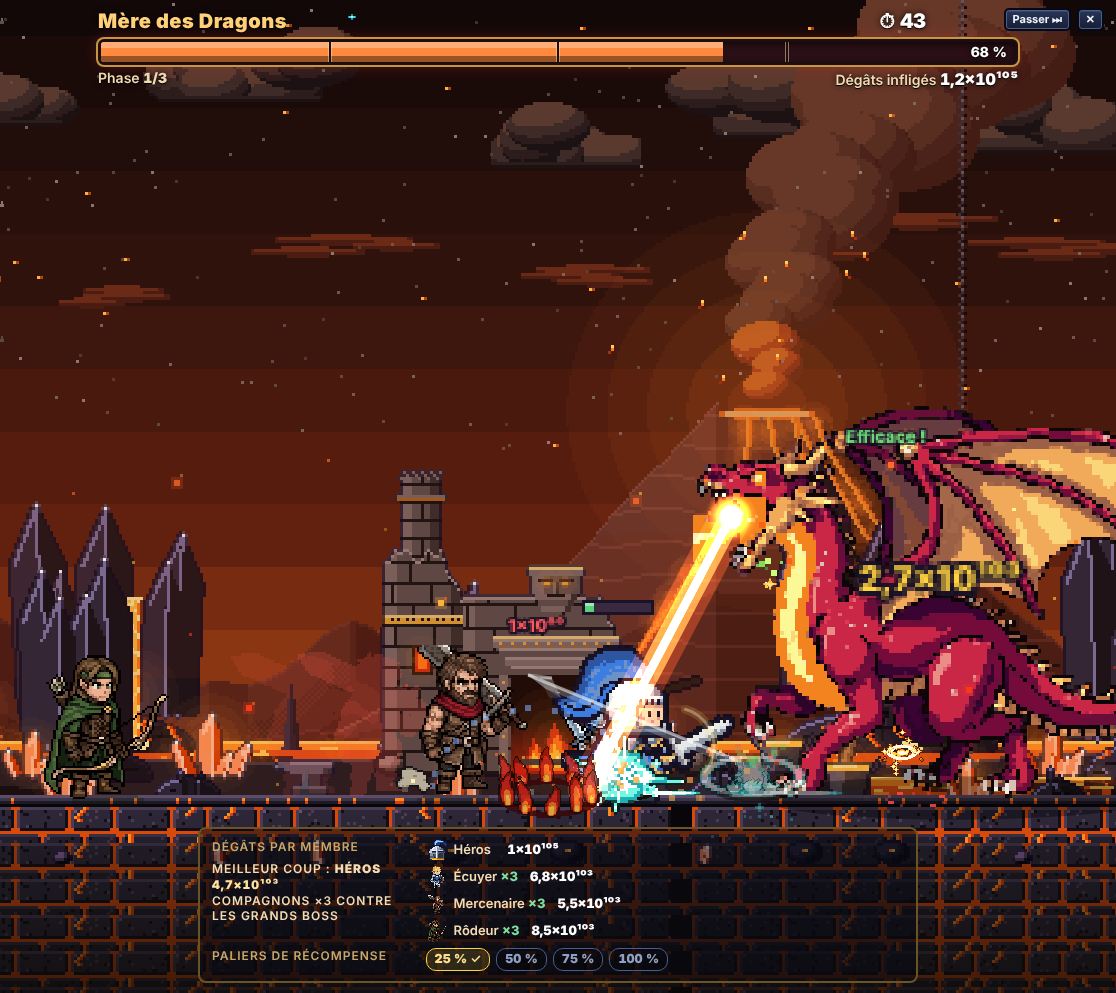 Mère des Dragons
43
Passer ⏭
✕
68 %
Phase 1/3
Dégâts infligés 1,2×10¹⁰⁵
Efficace !
2,7×10¹⁰³
DÉGÂTS PAR MEMBRE
MEILLEUR COUP : HÉROS
4,7×10¹⁰³
COMPAGNONS ×3 CONTRE
LES GRANDS BOSS
Héros 1×10¹⁰⁵
Écuyer ×3 6,8×10¹⁰³
Mercenaire ×3 5,5×10¹⁰³
Rôdeur ×3 8,5×10¹⁰³
PALIERS DE RÉCOMPENSE
25 % ✓ 50 % 75 % 100 %